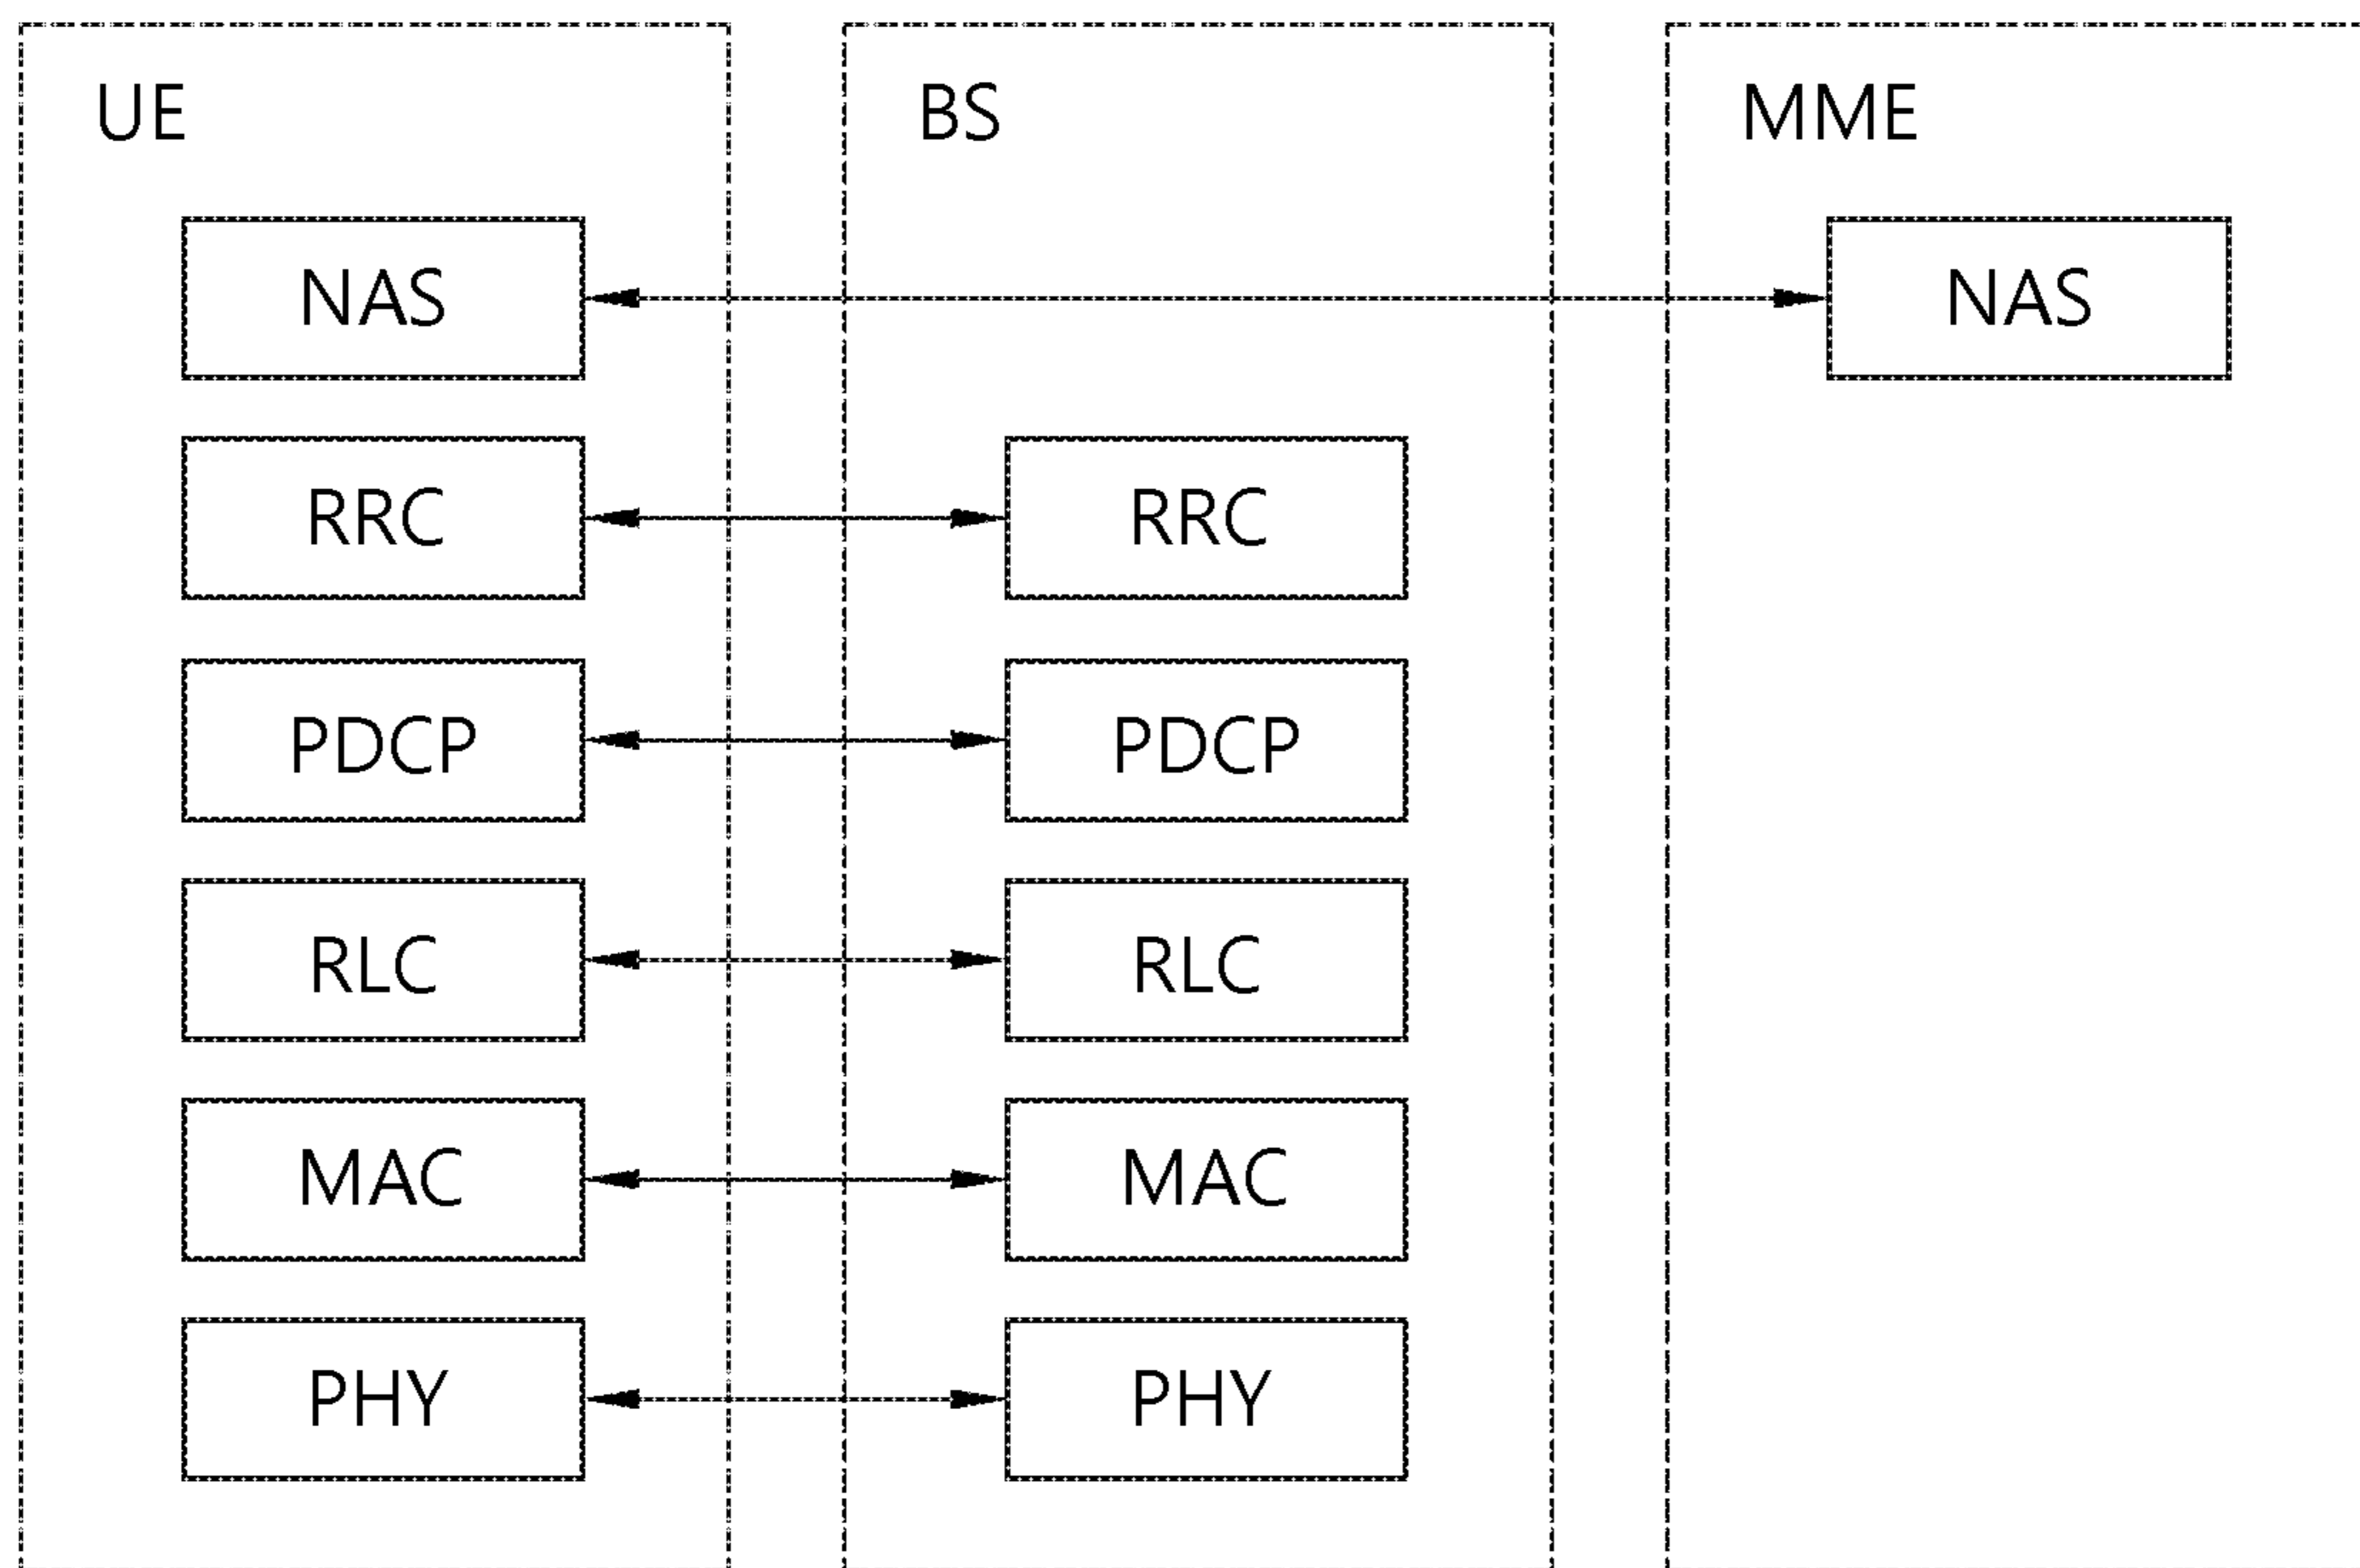 UE
BS
MME
NAS
NAS
RRC
RRC
PDCP
PDCP
RLC
RLC
MAC
MAC
PHY
PHY